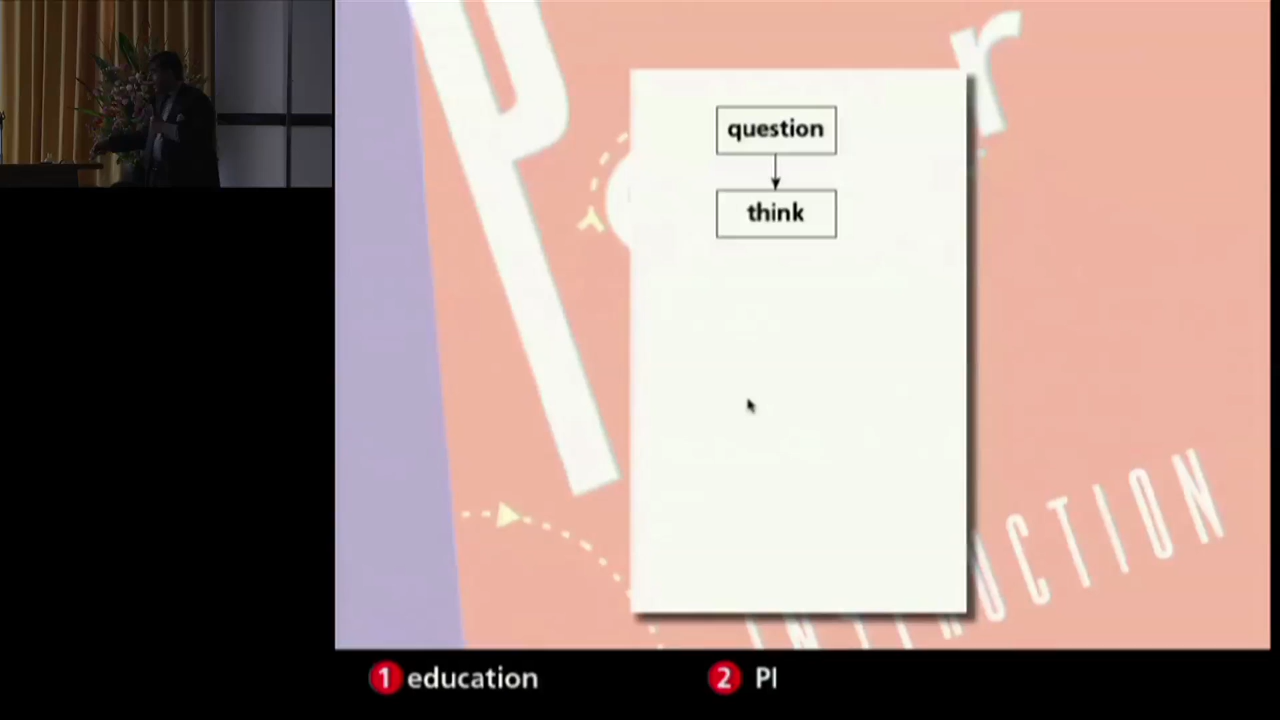 P r
question
think
INSTRUCTION
1 education
2 PI